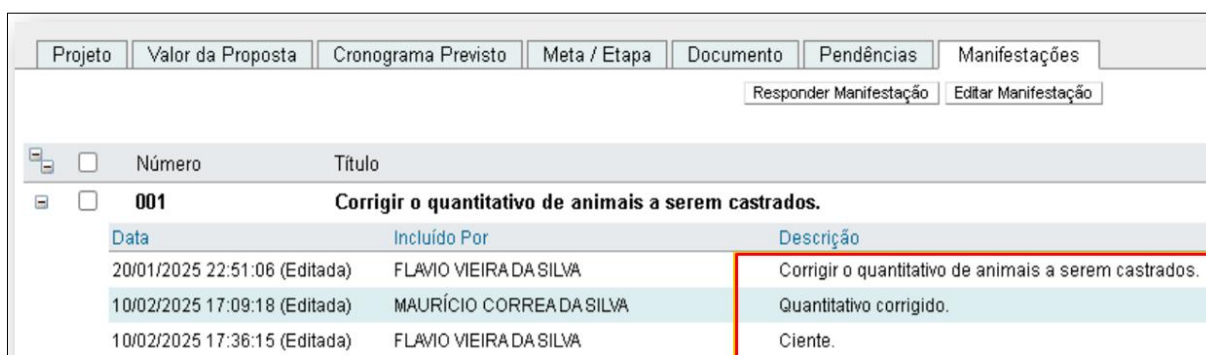 Projeto Valor da Proposta Cronograma Previsto Meta / Etapa Documento Pendências Manifestações
Responder Manifestação Editar Manifestação
Número Título
001 Corrigir o quantitativo de animais a serem castrados.
Data Incluído Por Descrição
20/01/2025 22:51:06 (Editada) FLAVIO VIEIRA DA SILVA Corrigir o quantitativo de animais a serem castrados.
10/02/2025 17:09:18 (Editada) MAURÍCIO CORREA DA SILVA Quantitativo corrigido.
10/02/2025 17:36:15 (Editada) FLAVIO VIEIRA DA SILVA Ciente.